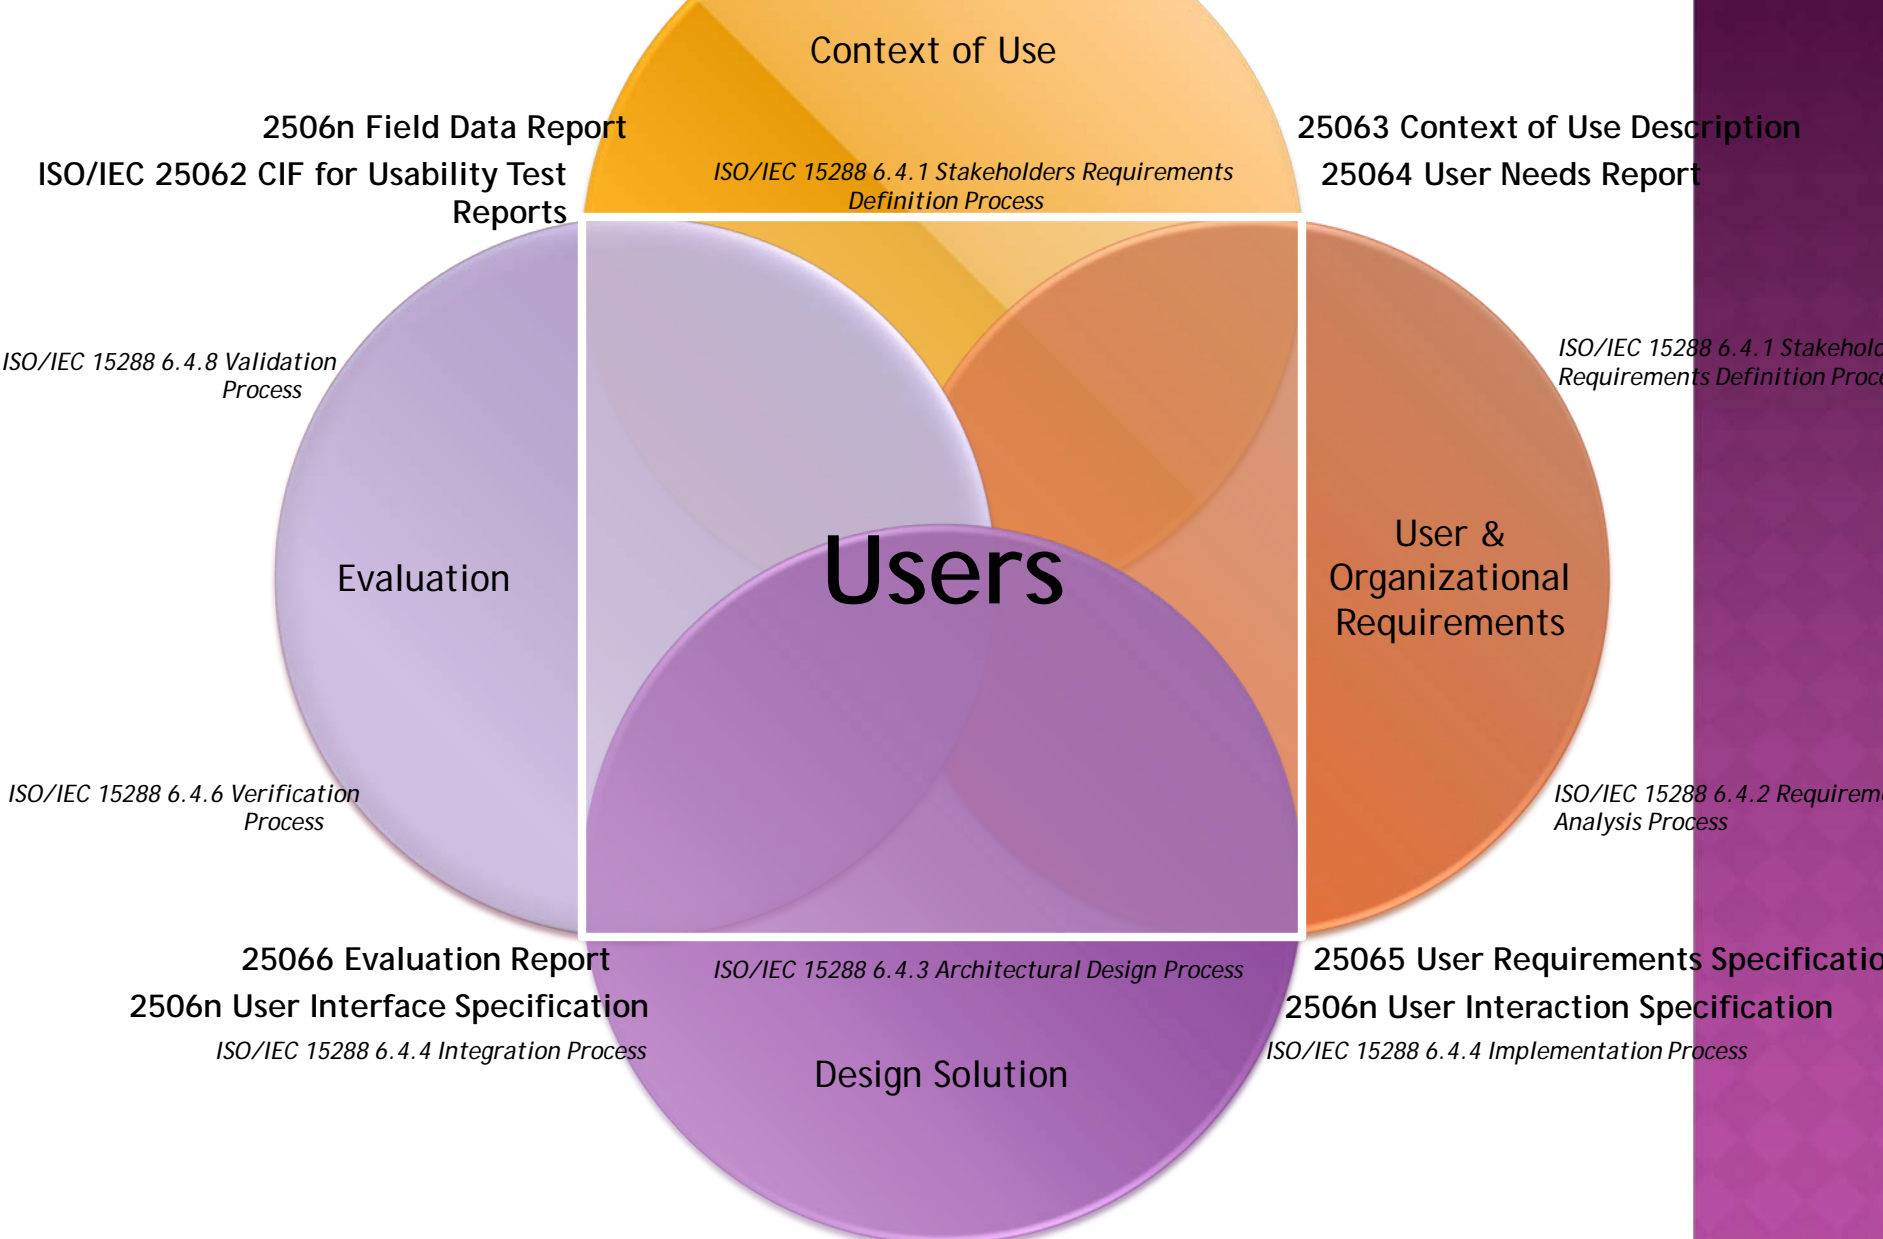 Context of Use
2506n Field Data Report
ISO/IEC 25062 CIF for Usability Test
Reports
ISO/IEC 15288 6.4.1 Stakeholders Requirements
Definition Process
25063 Context of Use Description
25064 User Needs Report
ISO/IEC 15288 6.4.8 Validation
Process
ISO/IEC 15288 6.4.1
Requirements Definition
Evaluation
Users
User &
Organizational
Requirements
ISO/IEC 15288 6.4.6 Verification
Process
ISO/IEC 15288 6.4.2
Analysis Process
25066 Evaluation Report
2506n User Interface Specification
ISO/IEC 15288 6.4.4 Integration Process
ISO/IEC 15288 6.4.3 Architectural Design Process
25065 User Requirements
2506n User Interaction Specification
ISO/IEC 15288 6.4.4 Implementation Process
Design Solution